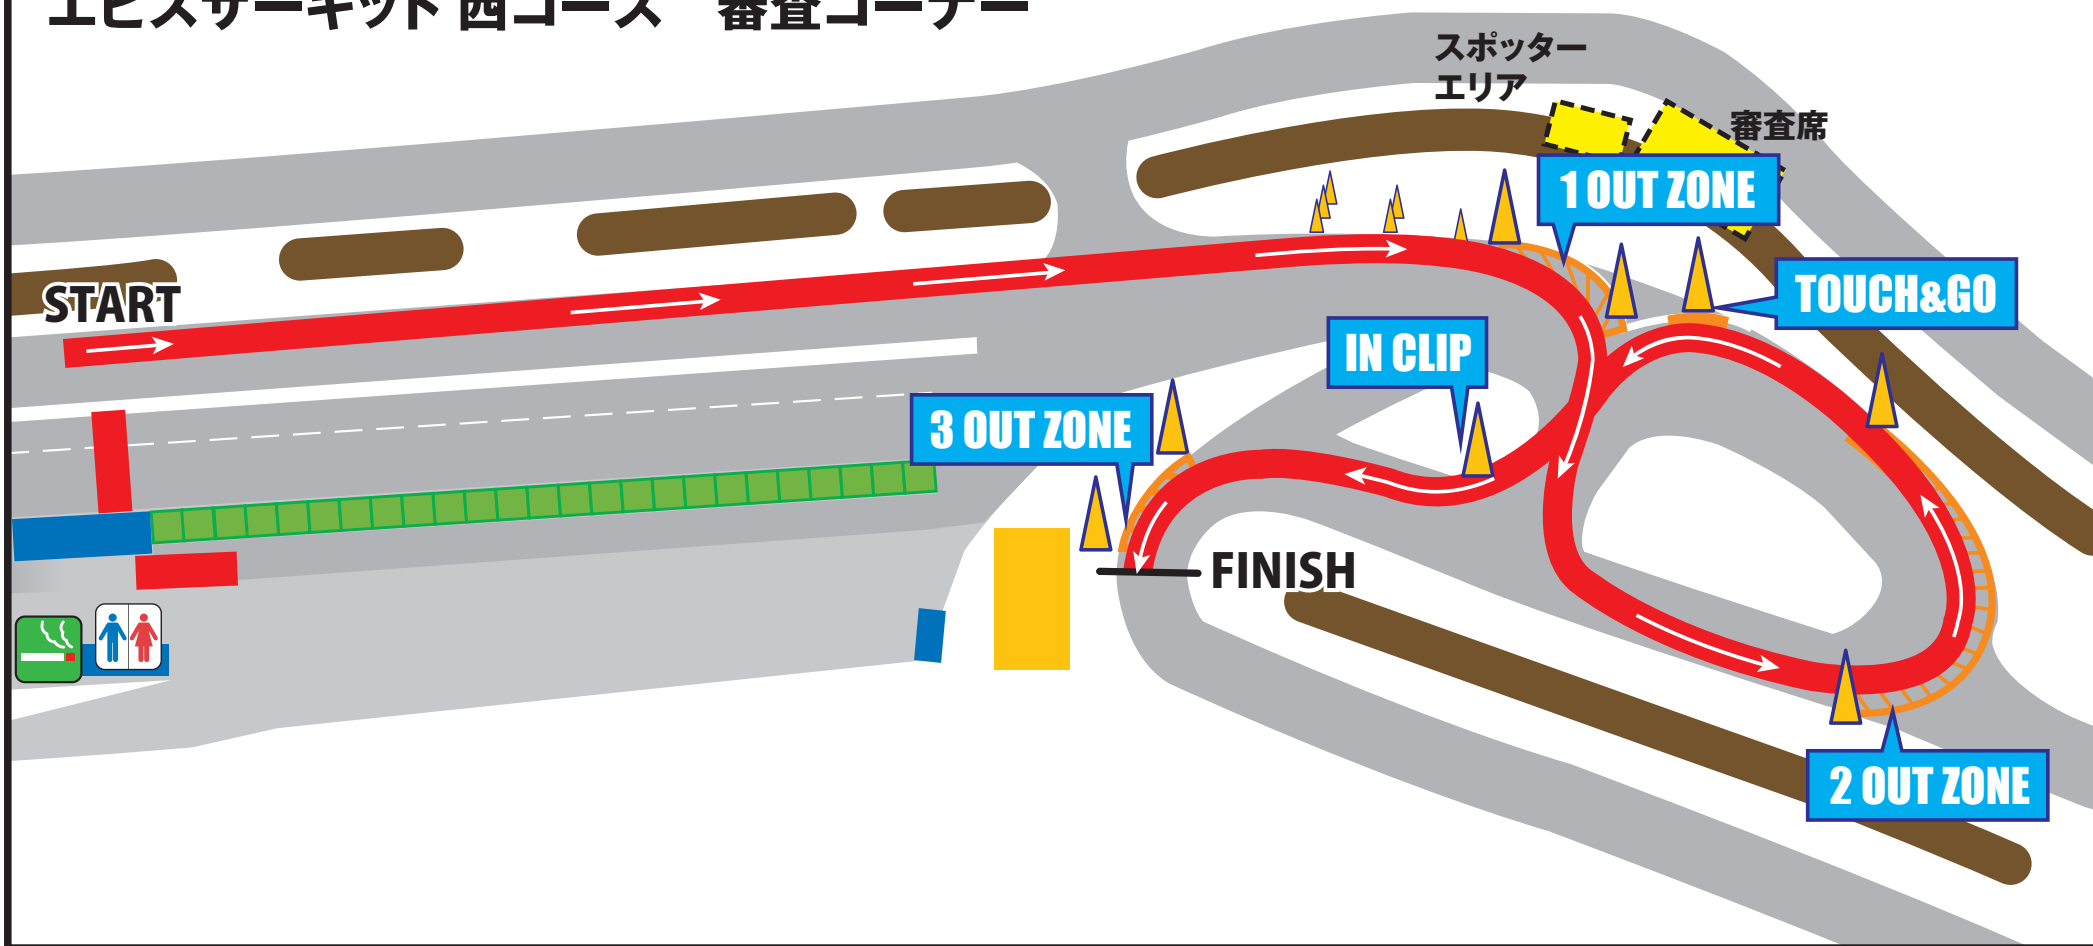 エビスサーキット 西コース　審査コーナー
スポッター
エリア
審査席
1 OUT ZONE
START
TOUCH&GO
IN CLIP
3 OUT ZONE
FINISH
2 OUT ZONE